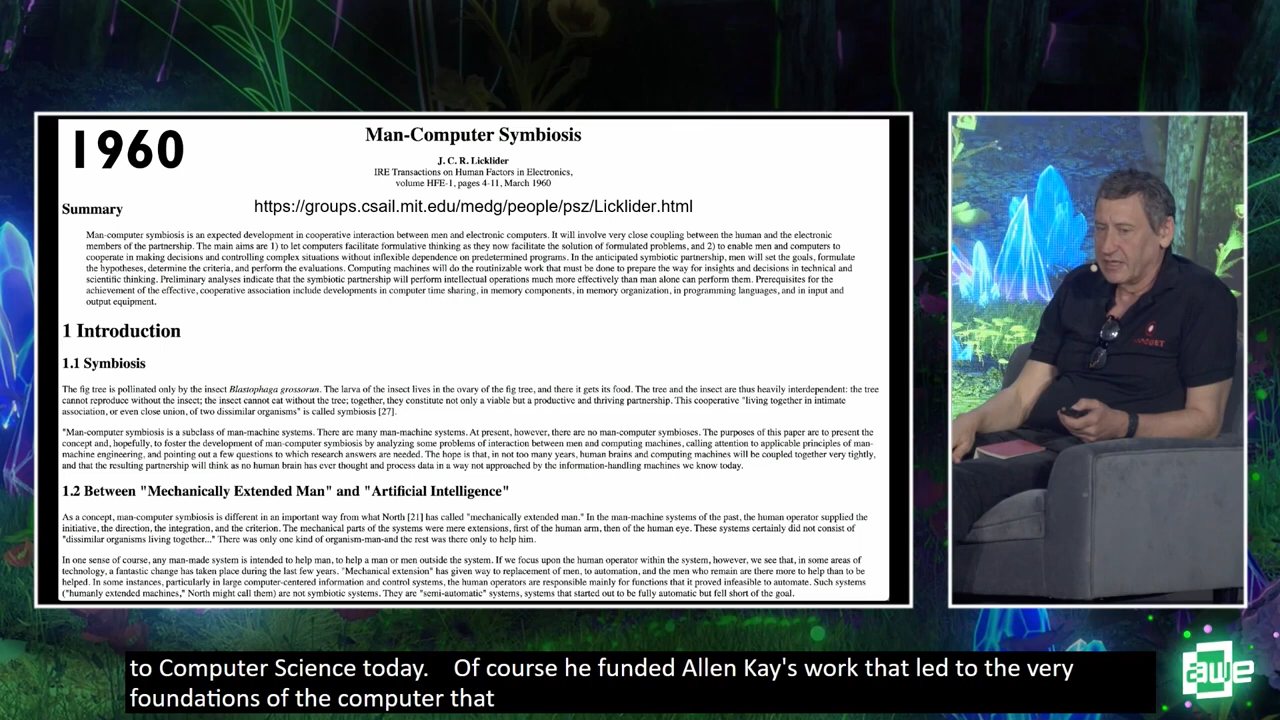 1960
Man-Computer Symbiosis
J. C. R. Licklider
IRE Transactions on Human Factors in Electronics,
volume HFE-1, pages 4-11, March 1960
https://groups.csail.mit.edu/medg/people/psz/Licklider.html
Summary
Man-computer symbiosis is an expected development in cooperative interaction between men and electronic computers. It will involve very close coupling between the human and the electronic
members of the partnership. The main aims are 1) to let computers facilitate formulative thinking as they now facilitate the solution of formulated problems, and 2) to enable men and computers to
cooperate in making decisions and controlling complex situations without inflexible dependence on predetermined programs. In the anticipated symbiotic partnership, men will set the goals, formulate
the hypotheses, determine the criteria, and perform the evaluations. Computing machines will do the routinizable work that must be done to prepare the way for insights and decisions in technical and
scientific thinking. Preliminary analyses indicate that the symbiotic partnership will perform intellectual operations much more effectively than man alone can perform them. Prerequisites for the
achievement of the effective, cooperative association include developments in computer time sharing, in memory components, in memory organization, in programming languages, and in input and
output equipment.
1 Introduction
1.1 Symbiosis
The fig tree is pollinated only by the insect Blastophaga grossorun. The larva of the insect lives in the ovary of the fig tree, and there it gets its food. The tree and the insect are thus heavily interdependent: the tree
cannot reproduce without the insect; the insect cannot eat without the tree; together, they constitute not only a viable but a productive and thriving partnership. This cooperative "living together in intimate
association, or even close union, of two dissimilar organisms" is called symbiosis [27].
"Man-computer symbiosis is a subclass of man-machine systems. There are many man-machine systems. At present, however, there are no man-computer symbioses. The purposes of this paper are to present the
concept and, hopefully, to foster the development of man-computer symbiosis by analyzing some problems of interaction between men and computing machines, calling attention to applicable principles of man-
machine engineering, and pointing out a few questions to which research answers are needed. The hope is that, in not too many years, human brains and computing machines will be coupled together very tightly,
and that the resulting partnership will think as no human brain has ever thought and process data in a way not approached by the information-handling machines we know today.
1.2 Between "Mechanically Extended Man" and "Artificial Intelligence"
As a concept, man-computer symbiosis is different in an important way from what North [21] has called "mechanically extended man." In the man-machine systems of the past, the human operator supplied the
initiative, the direction, the integration, and the criterion. The mechanical parts of the systems were mere extensions, first of the human arm, then of the human eye. These systems certainly did not consist of
"dissimilar organisms living together..." There was only one kind of organism-man-and the rest was there only to help him.
In one sense of course, any man-made system is intended to help man, to help a man or men outside the system. If we focus upon the human operator within the system, however, we see that, in some areas of
technology, a fantastic change has taken place during the last few years. "Mechanical extension" has given way to replacement of men, to automation, and the men who remain are there more to help than to be
helped. In some instances, particularly in large computer-centered information and control systems, the human operators are responsible mainly for functions that it proved infeasible to automate. Such systems
("humanly extended machines," North might call them) are not symbiotic systems. They are "semi-automatic" systems, systems that started out to be fully automatic but fell short of the goal.
to Computer Science today. Of course he funded Allen Kay's work that led to the very
foundations of the computer that
awe